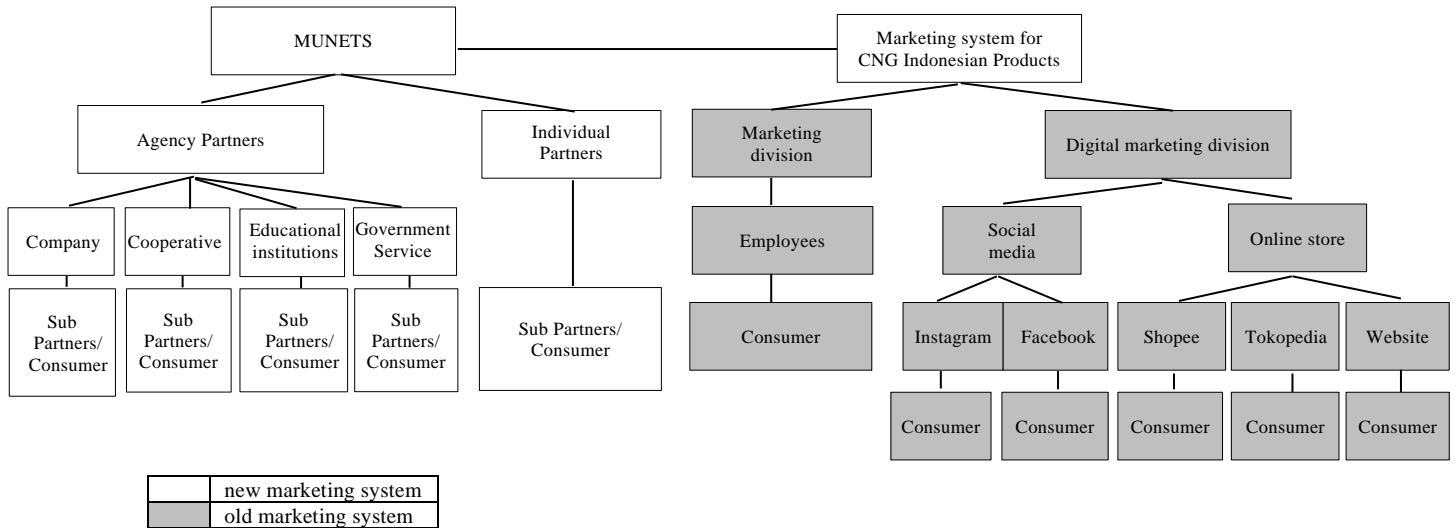 MUNETS
Marketing system for
CNG Indonesian Products
Agency Partners
Individual
Partners
Marketing
division
Digital marketing division
Company
Cooperative
Educational
institutions
Government
Service
Employees
Social
media
Online store
Sub
Partners/
Consumer
Sub
Partners/
Consumer
Sub
Partners/
Consumer
Sub
Partners/
Consumer
Sub Partners/
Consumer
Consumer
Instagram
Facebook
Shopee
Tokopedia
Website
Consumer
Consumer
Consumer
Consumer
Consumer
new marketing system
old marketing system